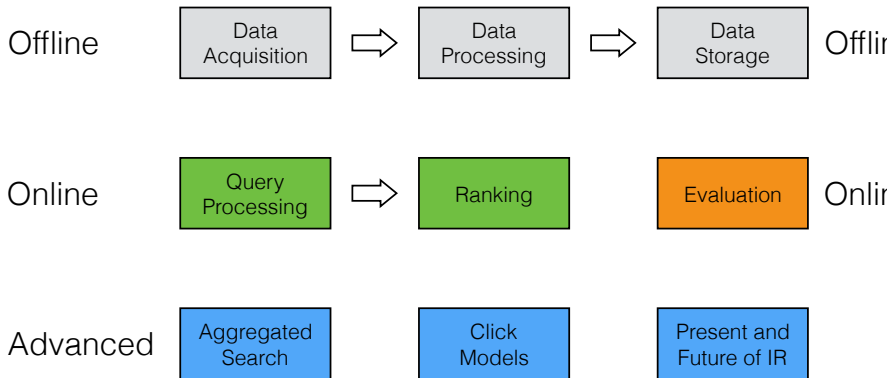 Offline
Data
Acquisition
Data
Processing
Data
Storage
Online
Query
Processing
Ranking
Evaluation
Advanced
Aggregated
Search
Click
Models
Present and
Future of IR